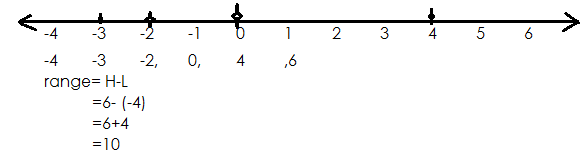 -4 -3 -2 -1 0 1 2 3 4 5 6
-4 -3 -2, 0, 4 ,6
range= H-L
=6- (-4)
=6+4
=10